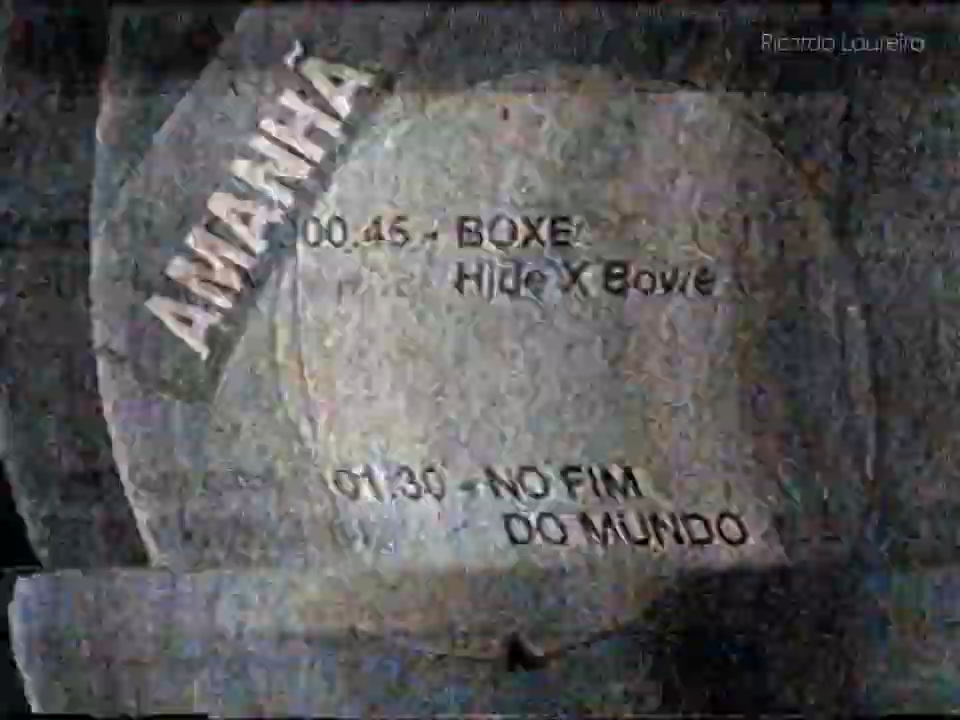 Ricardo Loureiro
AMANHÃ
00.45 - BOXE:
Hide X Bowe
01.30 - NO FIM
DO MUNDO